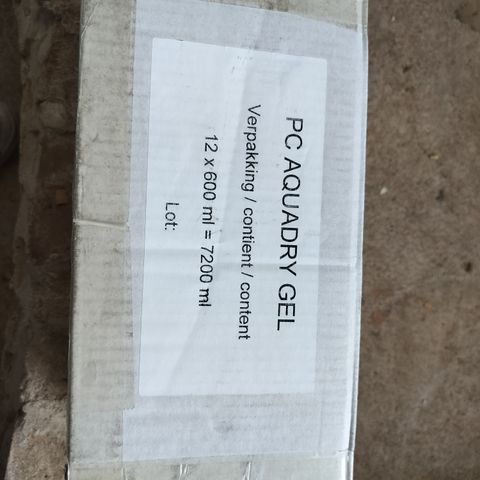 PC AQUADRY GEL
Verpakking / contient / content
12 x 600 ml = 7200 ml
Lot: